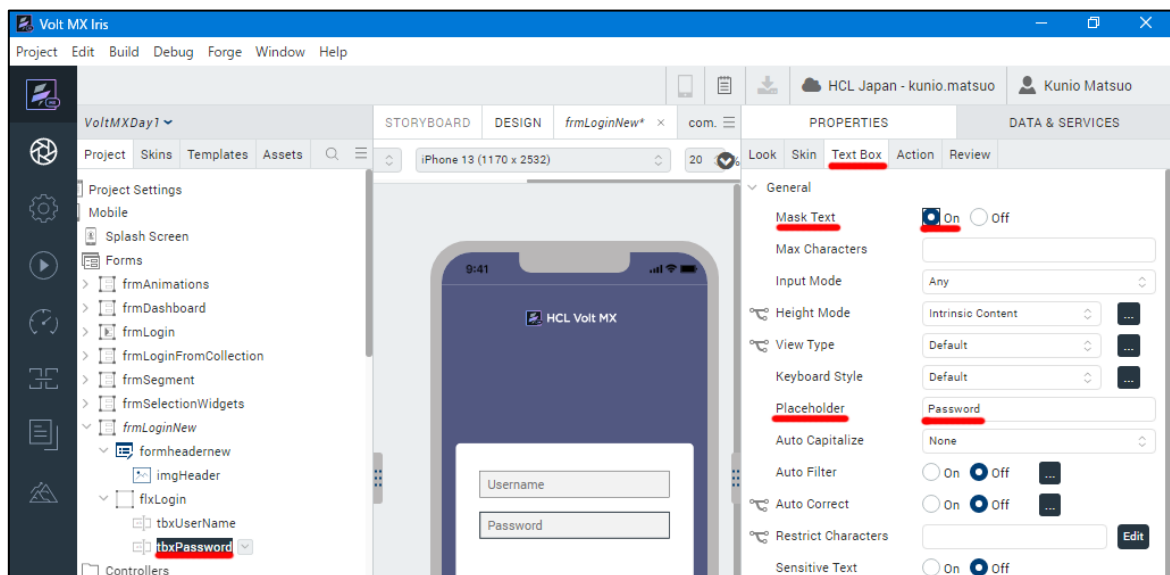 Volt MX Iris
Project Edit Build Debug Forge Window Help
HCL Japan - kunio.matsuo Kunio Matsuo
VoltMXDay1
STORYBOARD DESIGN frmLoginNew* × com.
PROPERTIES DATA & SERVICES
Project Skins Templates Assets
iPhone 13 (1170 x 2532) 20 %
Look Skin Text Box Action Review
Project Settings
Mobile
Splash Screen
Forms
frmAnimations
frmDashboard
frmLogin
frmLoginFromCollection
frmSegment
frmSelectionWidgets
frmLoginNew
formheadernew
imgHeader
flxLogin
tbxUserName
tbxPassword
Controllers
9:41
HCL Volt MX
Username
Password
General
Mask Text On Off
Max Characters
Input Mode Any
Height Mode Intrinsic Content ...
View Type Default ...
Keyboard Style Default ...
Placeholder Password
Auto Capitalize None
Auto Filter On Off ...
Auto Correct On Off ...
Restrict Characters Edit
Sensitive Text On Off